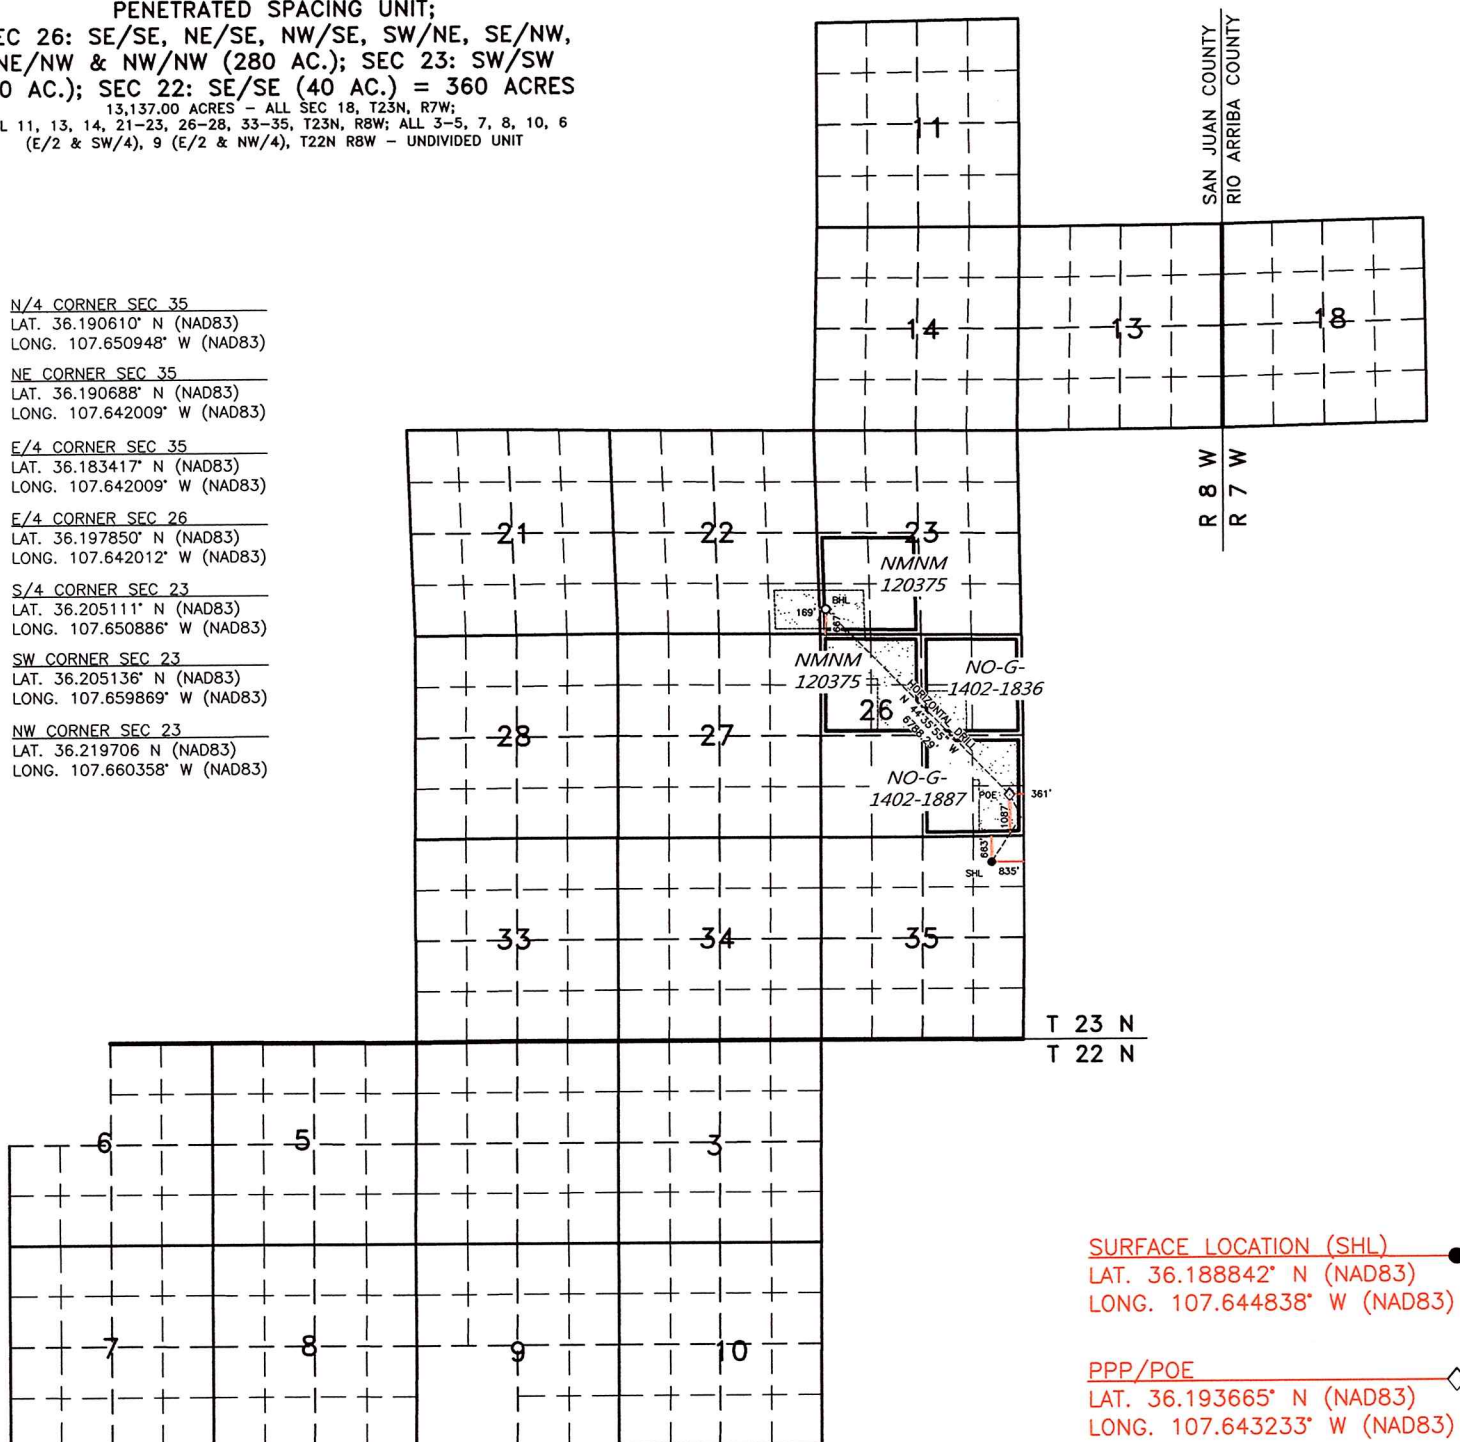 PENETRATED SPACING UNIT;
EC 26: SE/SE, NE/SE, NW/SE, SW/NE, SE/NW,
NE/NW & NW/NW (280 AC.); SEC 23: SW/SW
0 AC.); SEC 22: SE/SE (40 AC.) = 360 ACRES
13,137.00 ACRES – ALL SEC 18, T23N, R7W;
L 11, 13, 14, 21–23, 26–28, 33–35, T23N, R8W; ALL 3–5, 7, 8, 10, 6
(E/2 & SW/4), 9 (E/2 & NW/4), T22N R8W – UNDIVIDED UNIT
SAN JUAN COUNTY
RIO ARRIBA COUNTY
11
14
13
18
R 8 W
R 7 W
N/4 CORNER SEC 35
LAT. 36.190610° N (NAD83)
LONG. 107.650948° W (NAD83)
NE CORNER SEC 35
LAT. 36.190688° N (NAD83)
LONG. 107.642009° W (NAD83)
E/4 CORNER SEC 35
LAT. 36.183417° N (NAD83)
LONG. 107.642009° W (NAD83)
E/4 CORNER SEC 26
LAT. 36.197850° N (NAD83)
LONG. 107.642012° W (NAD83)
S/4 CORNER SEC 23
LAT. 36.205111° N (NAD83)
LONG. 107.650886° W (NAD83)
SW CORNER SEC 23
LAT. 36.205136° N (NAD83)
LONG. 107.659869° W (NAD83)
NW CORNER SEC 23
LAT. 36.219706 N (NAD83)
LONG. 107.660358° W (NAD83)
21
22
23
NMNM
120375
BHL
169'
667'
NMNM
120375
NO-G-
1402-1836
28
27
26
HORIZONTAL DRILL
N 44°35'55" W
6788.29'
NO-G-
1402-1887
POE
361'
1087'
683'
SHL
835'
33
34
35
T 23 N
T 22 N
6
5
3
7
8
9
10
SURFACE LOCATION (SHL)
LAT. 36.188842° N (NAD83)
LONG. 107.644838° W (NAD83)
PPP/POE
LAT. 36.193665° N (NAD83)
LONG. 107.643233° W (NAD83)